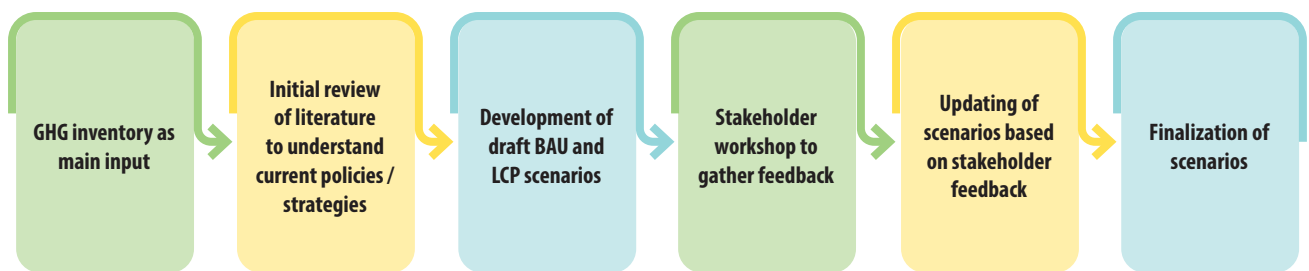 GHG inventory as
main input
Initial review
of literature
to understand
current policies /
strategies
Development of
draft BAU and
LCP scenarios
Stakeholder
workshop to
gather feedback
Updating of
scenarios based
on stakeholder
feedback
Finalization of
scenarios